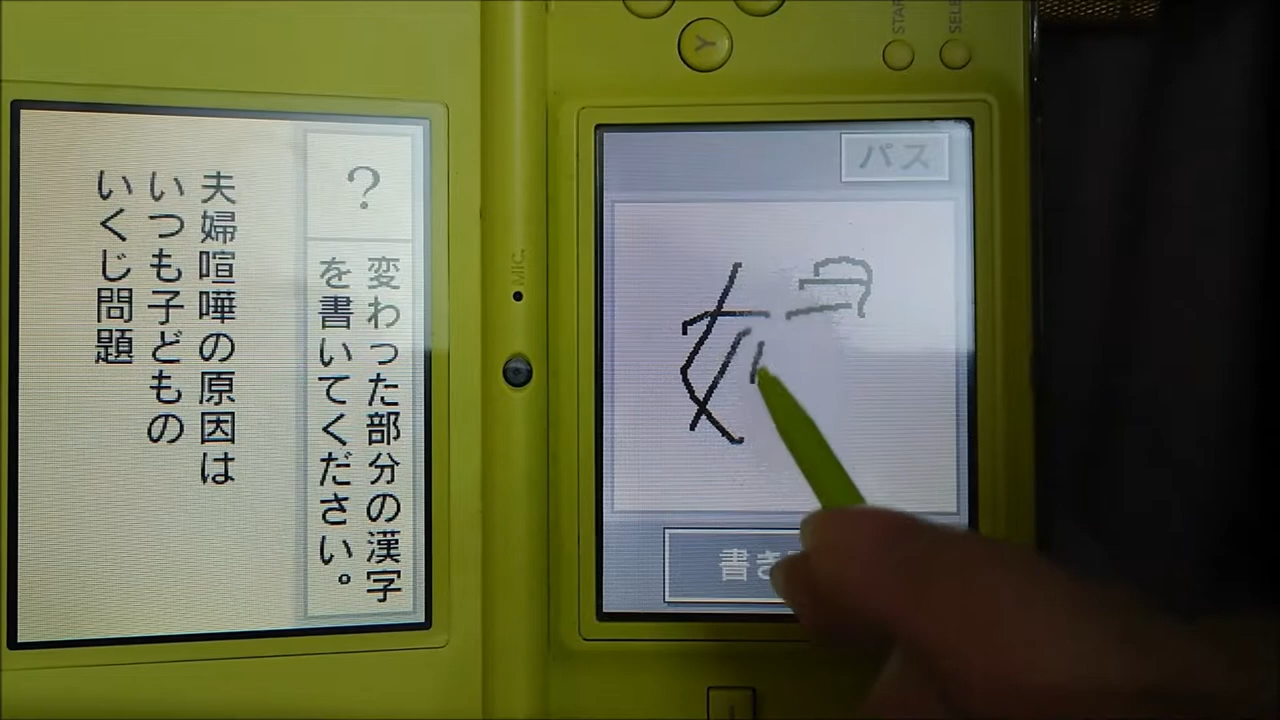 ?
変わった部分の漢字
を書いてください。
夫婦喧嘩の原因は
いつも子どもの
いくじ問題
MIC.
Y
パス
書き